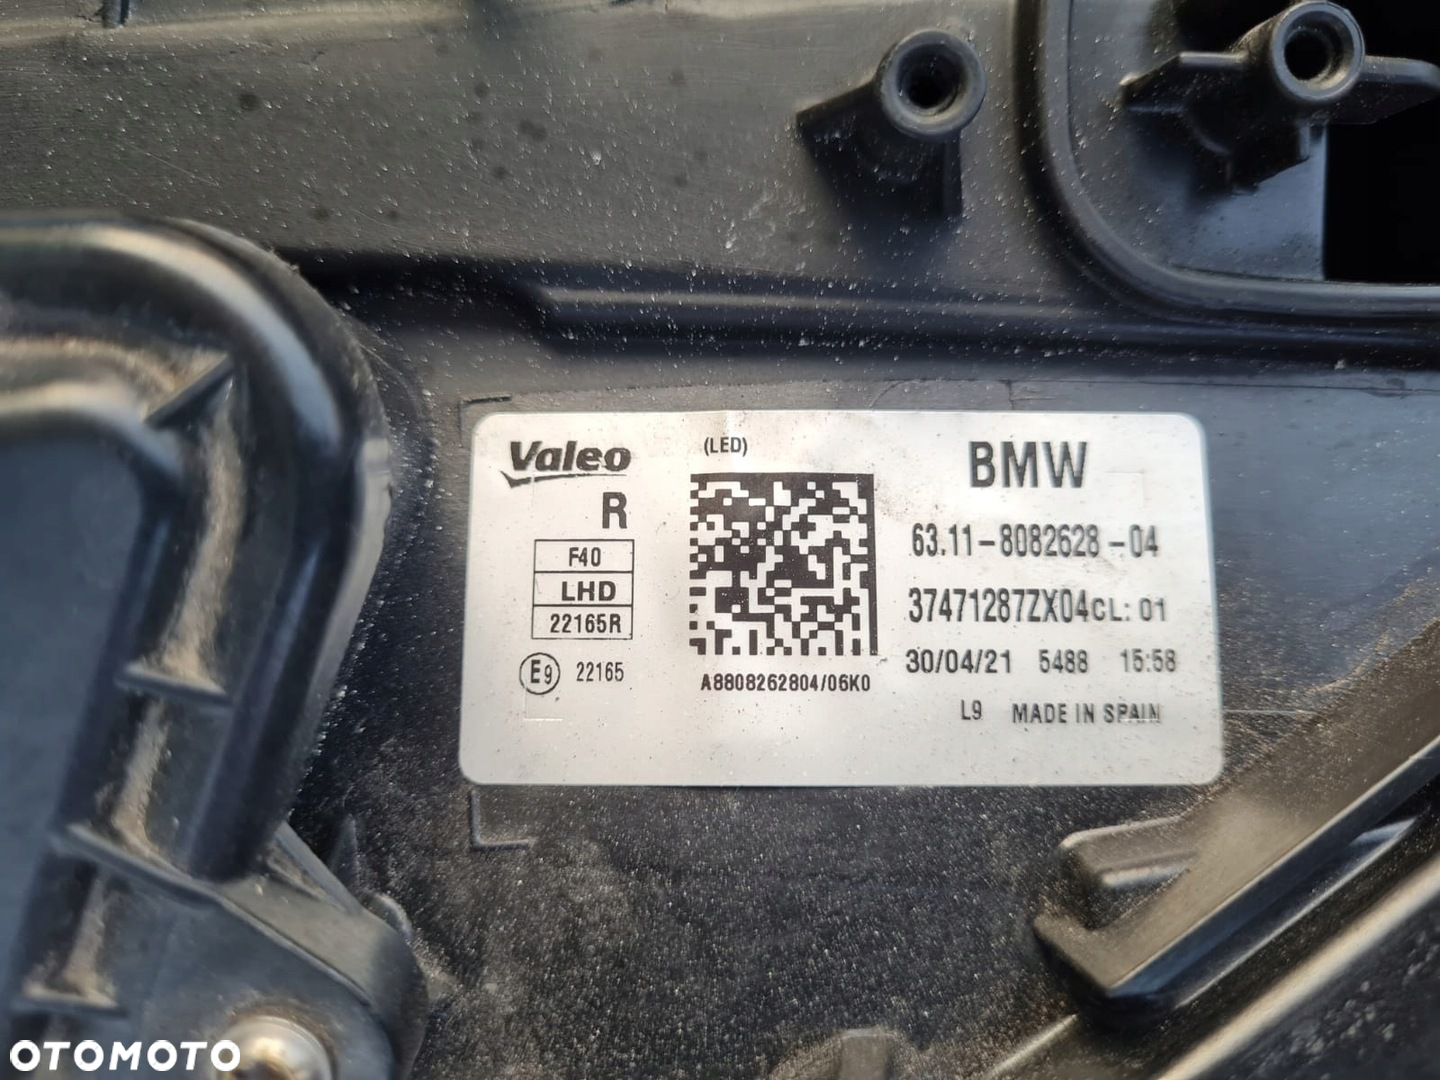 Valeo
(LED)
BMW
R
F40
LHD
22165R
E9 22165
A8808262804/06K0
63.11-8082628-04
37471287ZX04CL: 01
30/04/21 5488 15:58
L9 MADE IN SPAIN
OTOMOTO